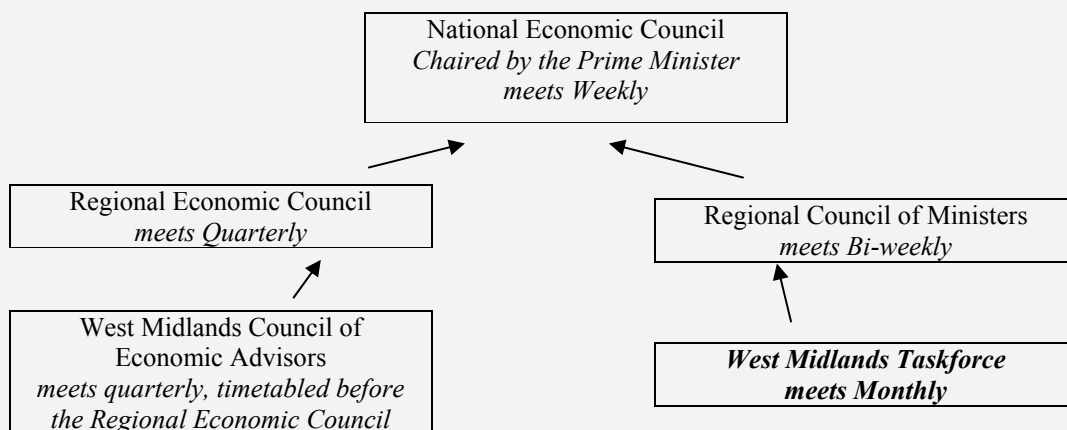 National Economic Council
Chaired by the Prime Minister
meets Weekly
Regional Economic Council
meets Quarterly
Regional Council of Ministers
meets Bi-weekly
West Midlands Council of
Economic Advisors
meets quarterly, timetabled before
the Regional Economic Council
West Midlands Taskforce
meets Monthly